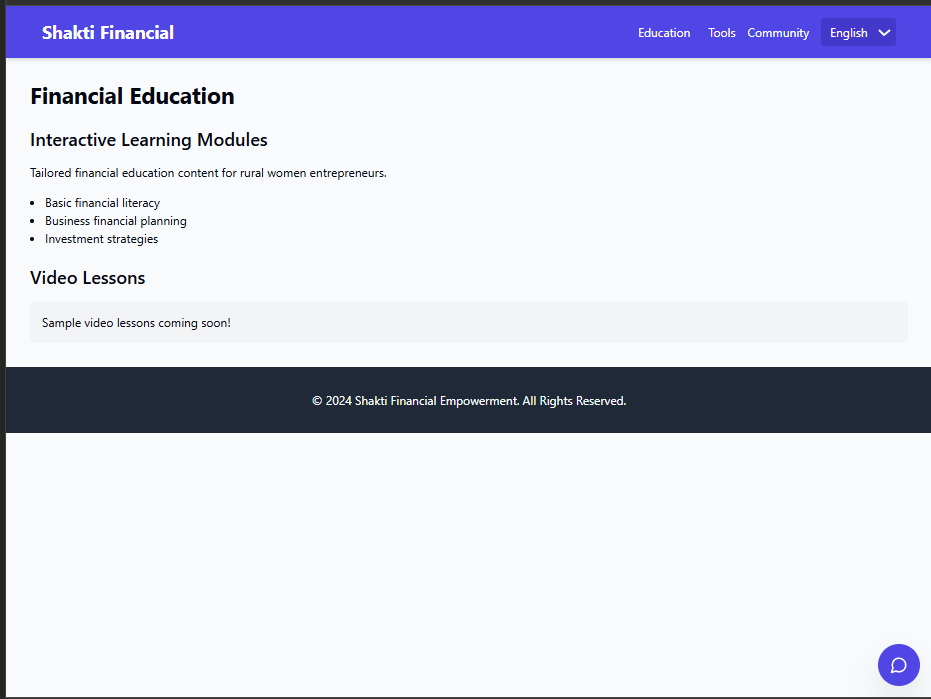 Shakti Financial
Education Tools Community English
Financial Education
Interactive Learning Modules
Tailored financial education content for rural women entrepreneurs.
• Basic financial literacy
• Business financial planning
• Investment strategies
Video Lessons
Sample video lessons coming soon!
© 2024 Shakti Financial Empowerment. All Rights Reserved.